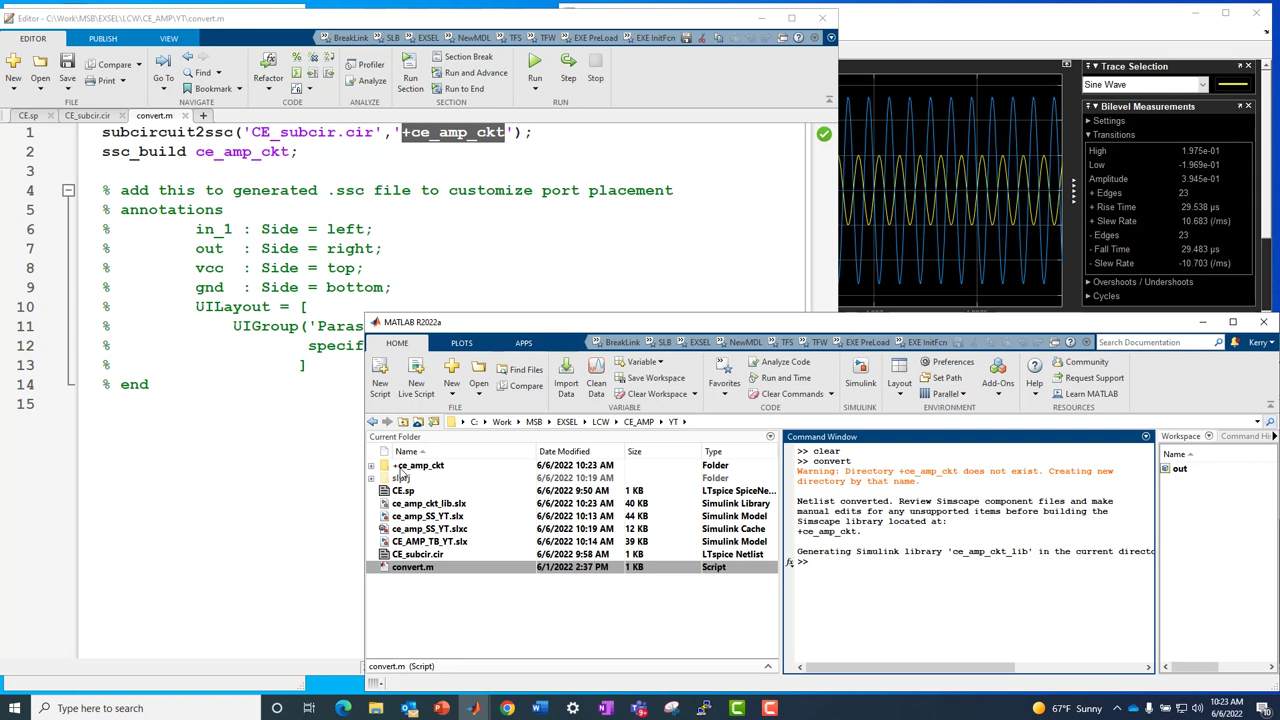 Editor - C:\Work\MSB\EXSEL\LCW\CE_AMP\YT\convert.m
EDITOR PUBLISH VIEW
BreakLink SLB EXSEL NewMDL TFS TFW EXE PreLoad EXE InitFcn
New Open Save Compare Print Go To Find Bookmark Refactor Profiler Analyze Run Section Section Break Run and Advance Run to End Run Step Stop
FILE NAVIGATE CODE ANALYZE SECTION RUN
CE.sp CE_subcir.cir convert.m
1 subcircuit2ssc('CE_subcir.cir','+ce_amp_ckt');
2 ssc_build ce_amp_ckt;
3
4 % add this to generated .ssc file to customize port placement
5 % annotations
6 % in_1 : Side = left;
7 % out : Side = right;
8 % vcc : Side = top;
9 % gnd : Side = bottom;
10 % UILayout = [
11 % UIGroup('Paras
12 % specif
13 % ]
14 % end
15
Trace Selection
Sine Wave
Bilevel Measurements
Settings
Transitions
High 1.975e-01
Low -1.969e-01
Amplitude 3.945e-01
+ Edges 23
+ Rise Time 29.538 µs
+ Slew Rate 10.683 (/ms)
- Edges 23
- Fall Time 29.483 µs
- Slew Rate -10.703 (/ms)
Overshoots / Undershoots
Cycles
MATLAB R2022a
HOME PLOTS APPS
BreakLink SLB EXSEL NewMDL TFS TFW EXE PreLoad EXE InitFcn
Search Documentation
Kerry
New Script New Live Script New Open Find Files Compare Import Data Clean Data Variable Save Workspace Clear Workspace Favorites Analyze Code Run and Time Clear Commands Simulink Layout Preferences Set Path Parallel Add-Ons Help Community Request Support Learn MATLAB
FILE VARIABLE CODE SIMULINK ENVIRONMENT RESOURCES
C: Work MSB EXSEL LCW CE_AMP YT
Current Folder
Name Date Modified Size Type
+ce_amp_ckt 6/6/2022 10:23 AM Folder
6/6/2022 10:19 AM Folder
CE.sp 6/6/2022 9:50 AM 1 KB LTspice SpiceNe...
ce_amp_ckt_lib.slx 6/6/2022 10:23 AM 40 KB Simulink Library
ce_amp_SS_YT.slx 6/6/2022 10:13 AM 44 KB Simulink Model
ce_amp_SS_YT.slxc 6/6/2022 10:19 AM 12 KB Simulink Cache
CE_AMP_TB_YT.slx 6/6/2022 10:14 AM 39 KB Simulink Model
CE_subcir.cir 6/6/2022 9:58 AM 1 KB LTspice Netlist
convert.m 6/1/2022 2:37 PM 1 KB Script
convert.m (Script)
Command Window
>> clear
>> convert
Warning: Directory +ce_amp_ckt does not exist. Creating new
directory by that name.
Netlist converted. Review Simscape component files and make
manual edits for any unsupported items before building the
Simscape library located at:
+ce_amp_ckt.
Generating Simulink library 'ce_amp_ckt_lib' in the current directo
fx >>
Workspace Command Hi
Name
out
Type here to search
67°F Sunny
10:23 AM
6/6/2022